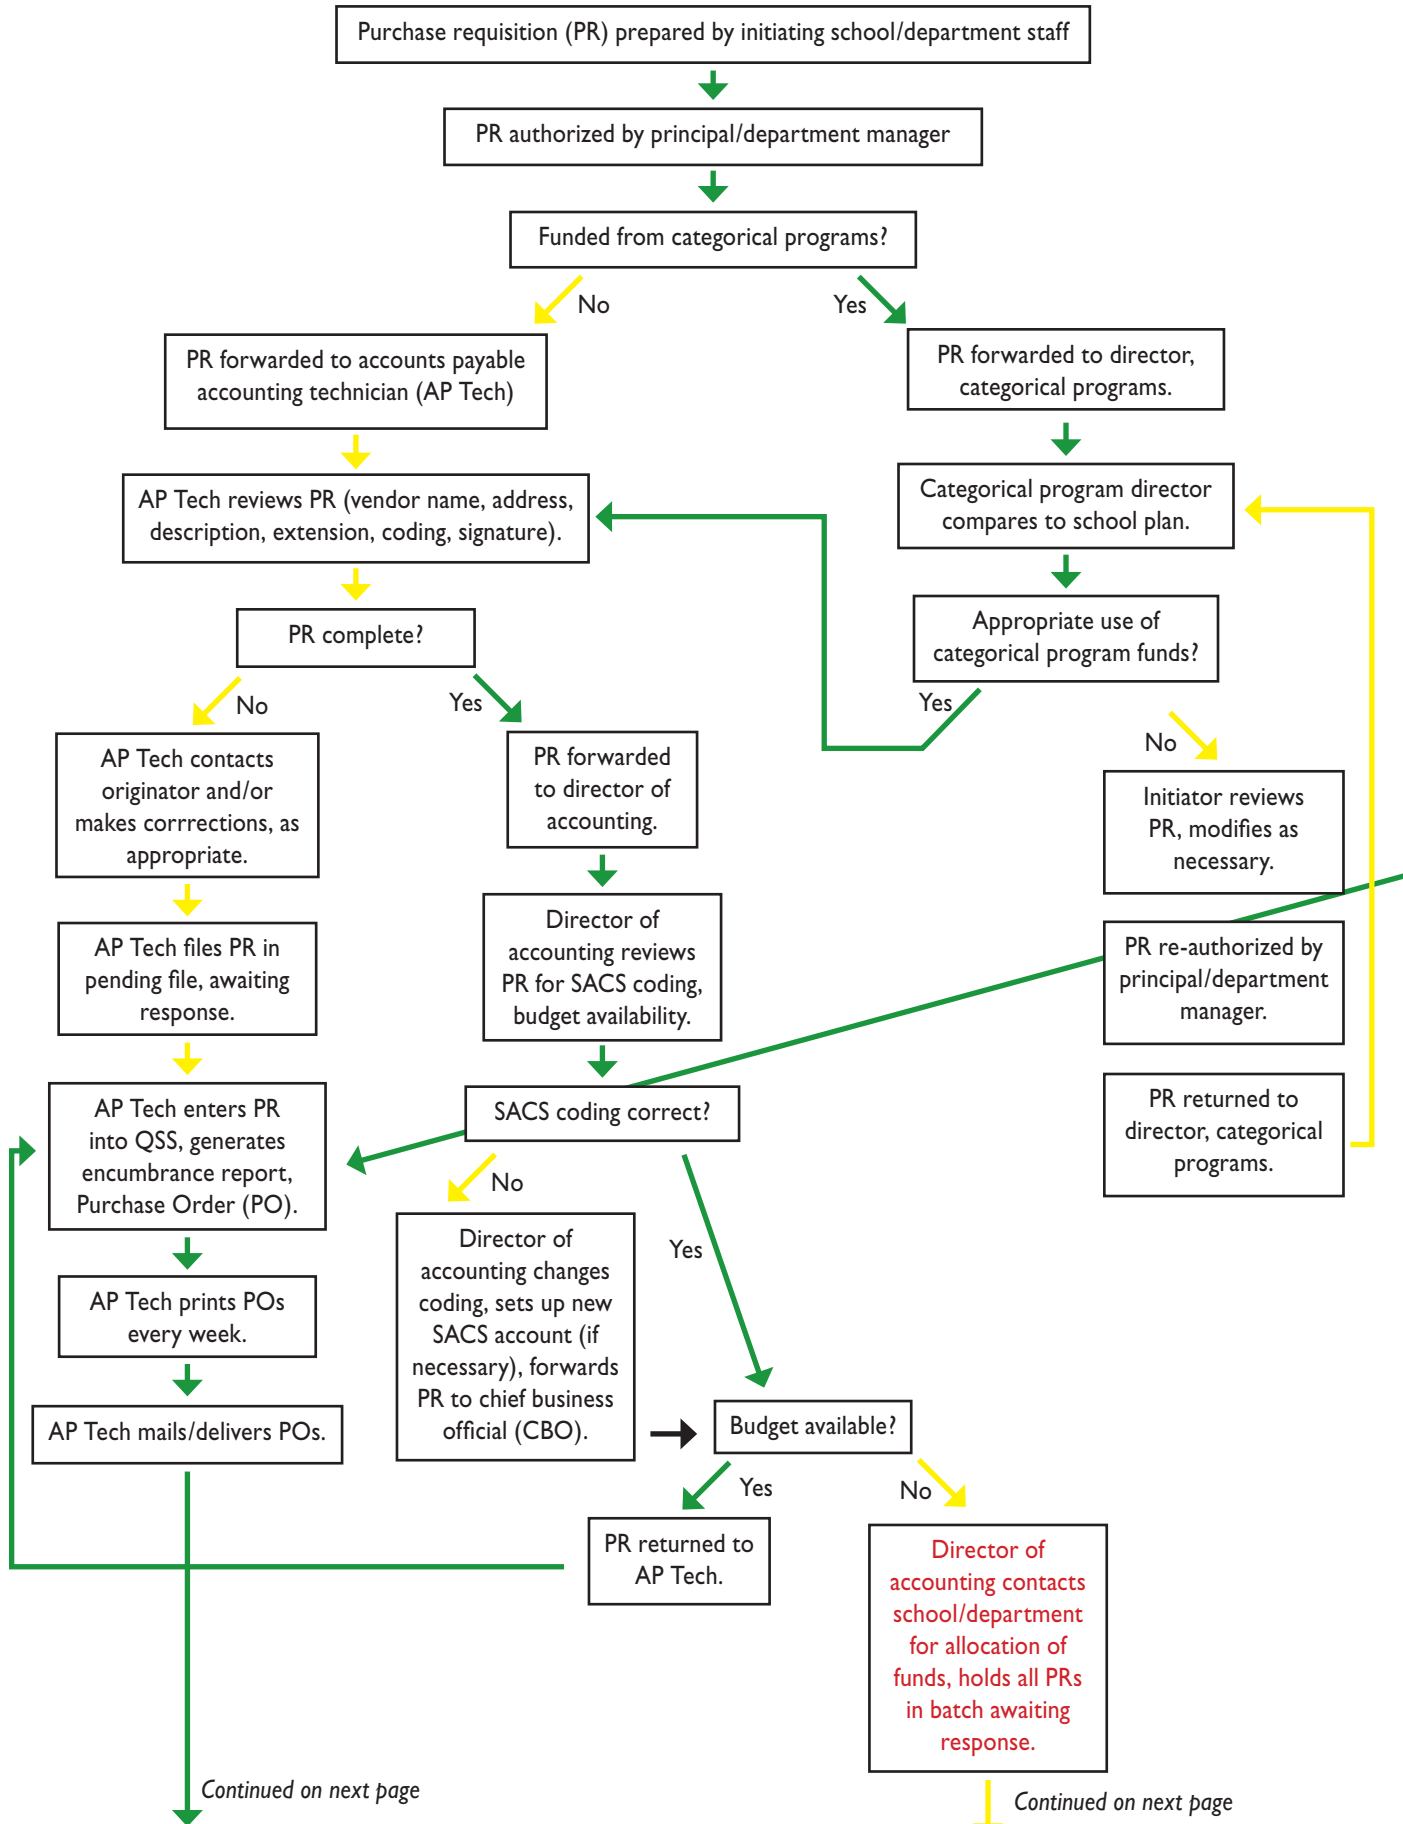 Purchase requisition (PR) prepared by initiating school/department staff
PR authorized by principal/department manager
Funded from categorical programs?
No
Yes
PR forwarded to accounts payable
accounting technician (AP Tech)
PR forwarded to director,
categorical programs.
AP Tech reviews PR (vendor name, address,
description, extension, coding, signature).
Categorical program director
compares to school plan.
PR complete?
Appropriate use of
categorical program funds?
No
Yes
Yes
No
AP Tech contacts
originator and/or
makes corrrections, as
appropriate.
PR forwarded
to director of
accounting.
Initiator reviews
PR, modifies as
necessary.
AP Tech files PR in
pending file, awaiting
response.
Director of
accounting reviews
PR for SACS coding,
budget availability.
PR re-authorized by
principal/department
manager.
AP Tech enters PR
into QSS, generates
encumbrance report,
Purchase Order (PO).
SACS coding correct?
PR returned to
director, categorical
programs.
No
Yes
Director of
accounting changes
coding, sets up new
SACS account (if
necessary), forwards
PR to chief business
official (CBO).
AP Tech prints POs
every week.
AP Tech mails/delivers POs.
Budget available?
Yes
No
PR returned to
AP Tech.
Director of
accounting contacts
school/department
for allocation of
funds, holds all PRs
in batch awaiting
response.
Continued on next page
Continued on next page